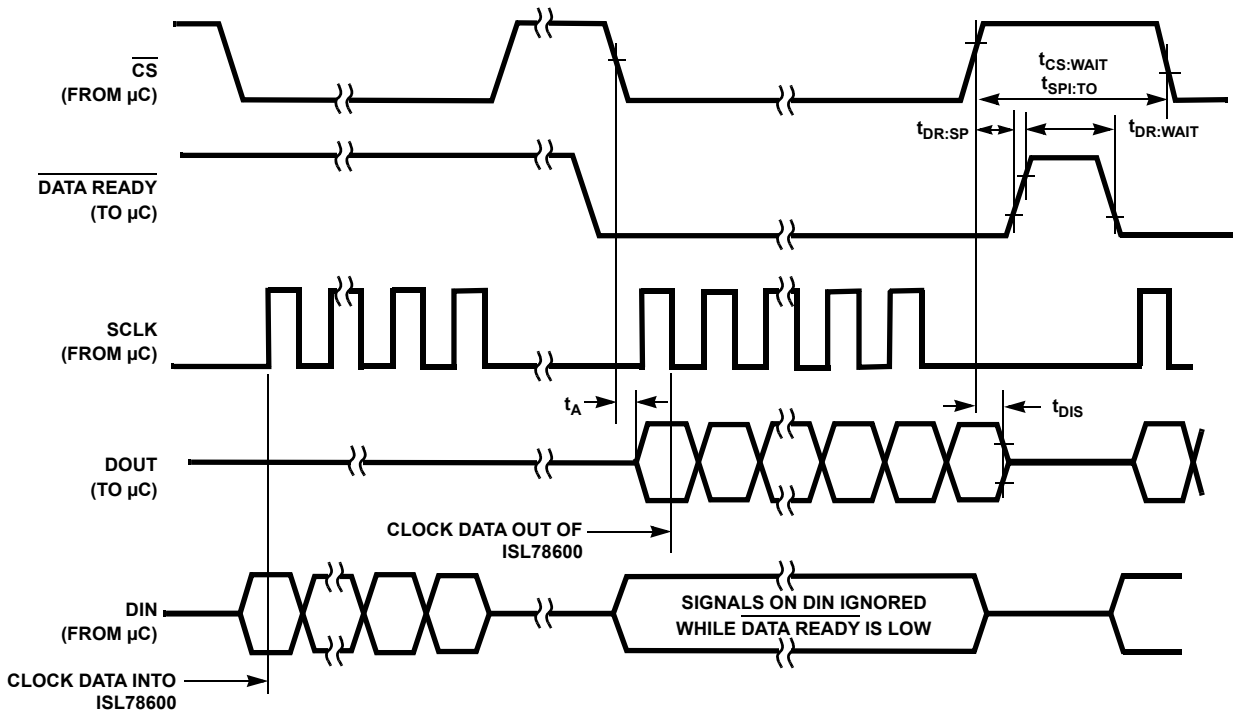 CS
(FROM µC)
tCS:WAIT
tSPI:TO
tDR:SP
tDR:WAIT
DATA READY
(TO µC)
SCLK
(FROM µC)
tA
tDIS
DOUT
(TO µC)
CLOCK DATA OUT OF
ISL78600
DIN
(FROM µC)
SIGNALS ON DIN IGNORED
WHILE DATA READY IS LOW
CLOCK DATA INTO
ISL78600